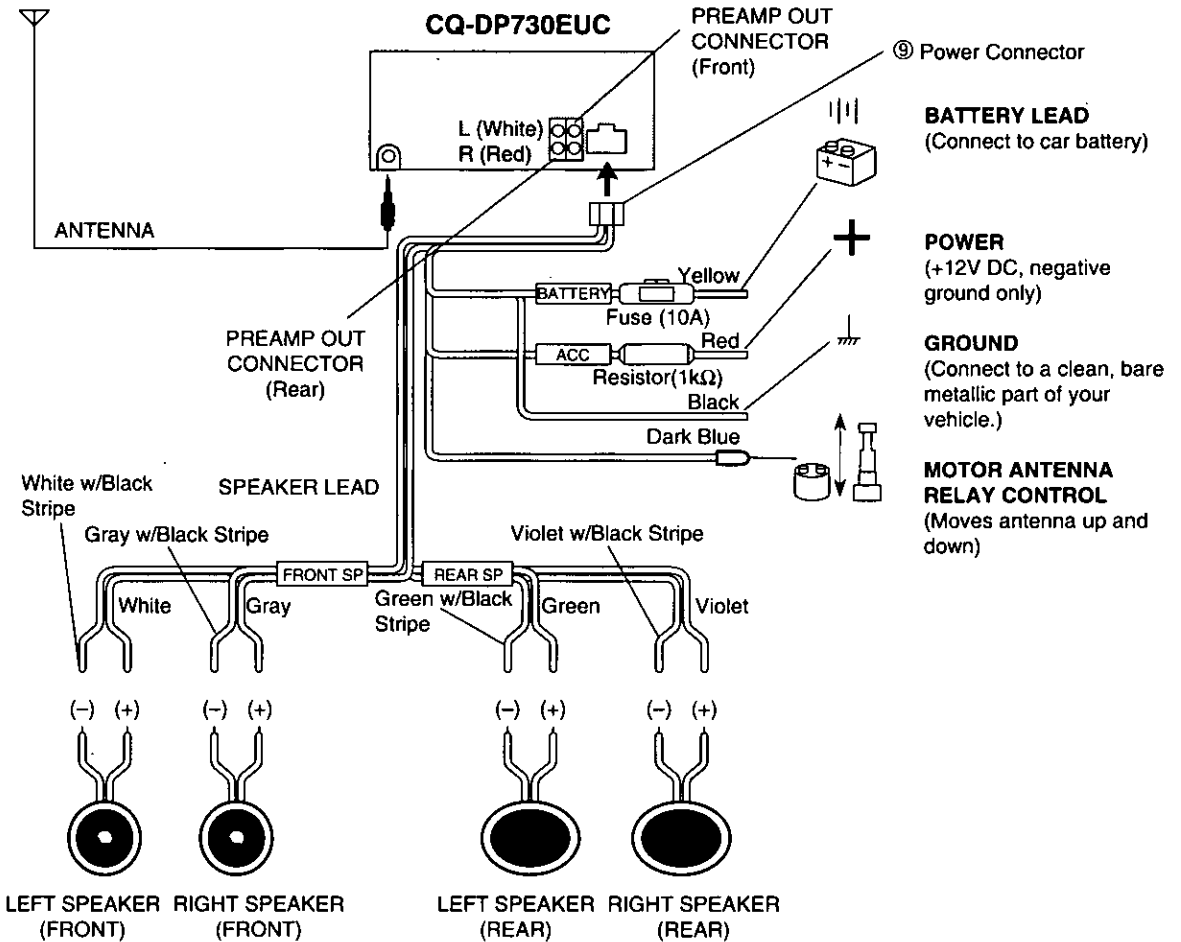 CQ-DP730EUC
PREAMP OUT
CONNECTOR
(Front)
⑨ Power Connector
L (White)
R (Red)
ANTENNA
BATTERY LEAD
(Connect to car battery)
+ −
Yellow
BATTERY
Fuse (10A)
POWER
(+12V DC, negative
ground only)
PREAMP OUT
CONNECTOR
(Rear)
Red
ACC
Resistor(1kΩ)
GROUND
(Connect to a clean, bare
metallic part of your
vehicle.)
Black
Dark Blue
MOTOR ANTENNA
RELAY CONTROL
(Moves antenna up and
down)
SPEAKER LEAD
White w/Black
Stripe
Gray w/Black Stripe
Violet w/Black Stripe
FRONT SP
REAR SP
White
Gray
Green w/Black
Stripe
Green
Violet
(−) (+) (−) (+) (−) (+) (−) (+)
LEFT SPEAKER
(FRONT)
RIGHT SPEAKER
(FRONT)
LEFT SPEAKER
(REAR)
RIGHT SPEAKER
(REAR)